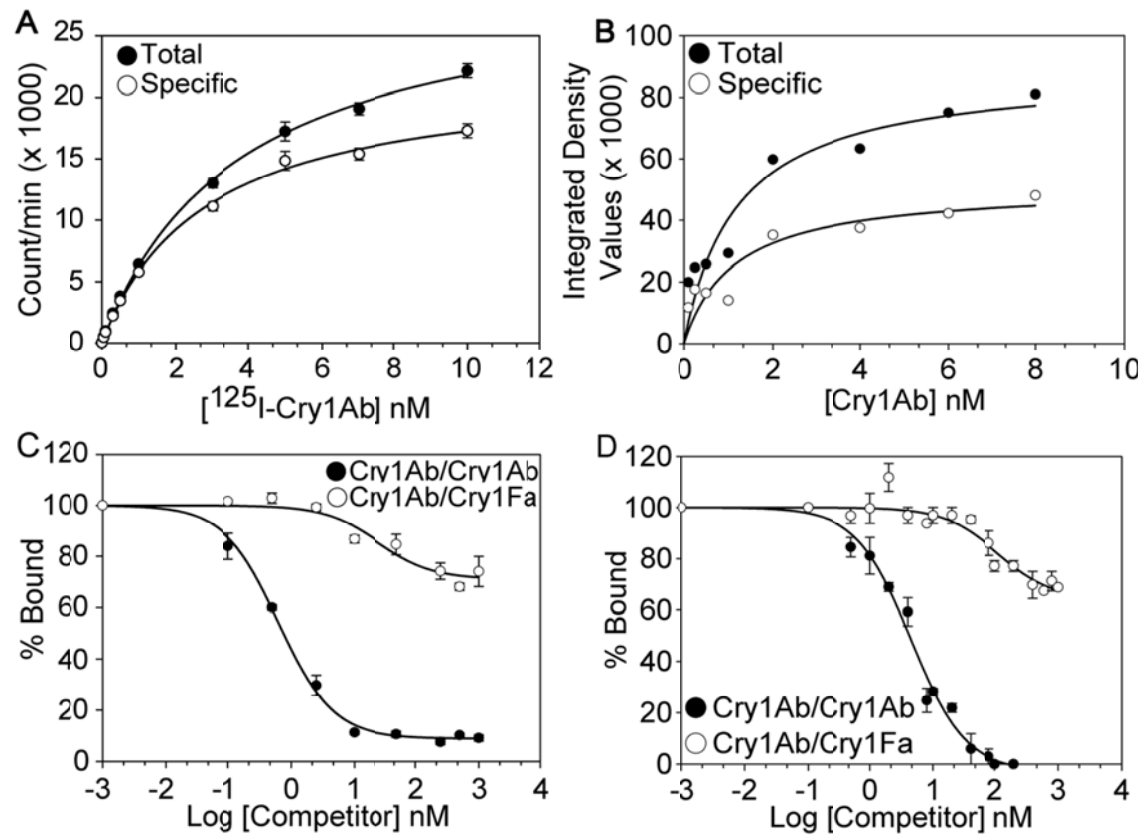 A
25
20
15
10
5
0
Count/min (x 1000)
Total
Specific
0 2 4 6 8 10 12
[¹²⁵I-Cry1Ab] nM
B
100
80
60
40
20
0
Integrated Density
Values (x 1000)
Total
Specific
0 2 4 6 8 10
[Cry1Ab] nM
C
120
100
80
60
40
20
0
% Bound
Cry1Ab/Cry1Ab
Cry1Ab/Cry1Fa
-3 -2 -1 0 1 2 3 4
Log [Competitor] nM
D
120
100
80
60
40
20
0
% Bound
Cry1Ab/Cry1Ab
Cry1Ab/Cry1Fa
-3 -2 -1 0 1 2 3 4
Log [Competitor] nM